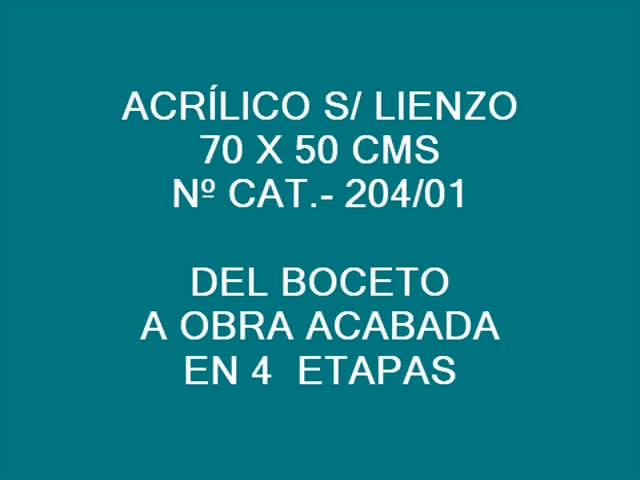 ACRÍLICO S/ LIENZO
70 X 50 CMS
Nº CAT.- 204/01
DEL BOCETO
A OBRA ACABADA
EN 4  ETAPAS